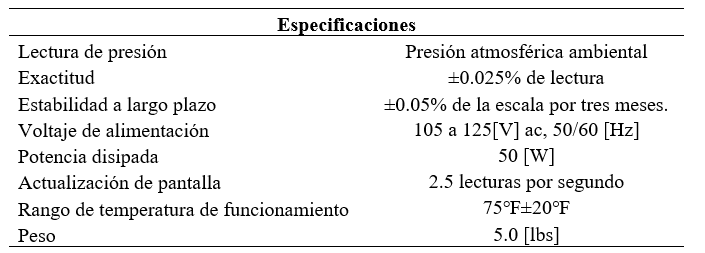 Especificaciones
Lectura de presión Presión atmosférica ambiental
Exactitud ±0.025% de lectura
Estabilidad a largo plazo ±0.05% de la escala por tres meses.
Voltaje de alimentación 105 a 125[V] ac, 50/60 [Hz]
Potencia disipada 50 [W]
Actualización de pantalla 2.5 lecturas por segundo
Rango de temperatura de funcionamiento 75°F±20°F
Peso 5.0 [lbs]